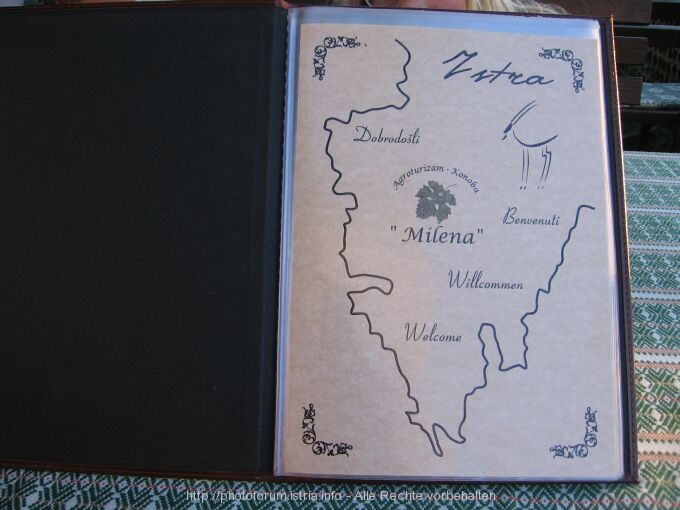 Istra
Dobrodošli
Agroturizam - Konoba
" Milena"
Benvenuti
Willcommen
Welcome
http://photoforum.istria.info - Alle Rechte vorbehalten